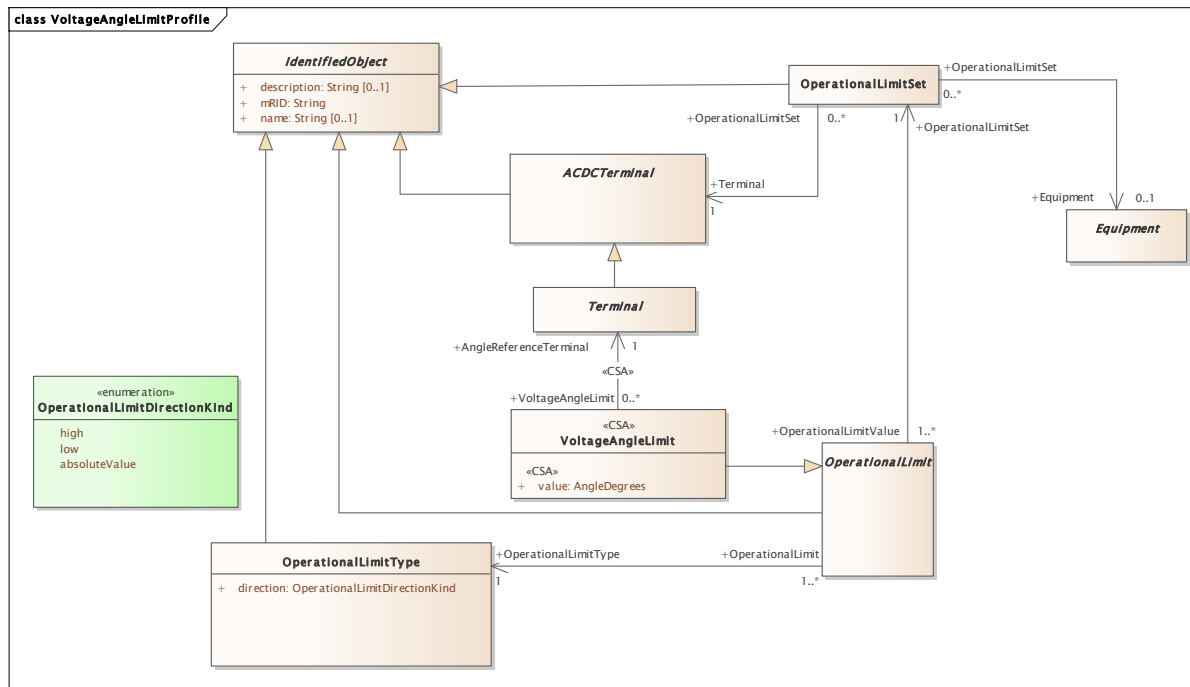 class VoltageAngleLimitProfile
IdentifiedObject
+ description: String [0..1]
+ mRID: String
+ name: String [0..1]
OperationalLimitSet
+OperationalLimitSet
0..*
+OperationalLimitSet
0..*
1
+OperationalLimitSet
ACDCTerminal
+Terminal
1
+Equipment
0..1
Equipment
Terminal
+AngleReferenceTerminal
1
«CSA»
+VoltageAngleLimit
0..*
«enumeration»
OperationalLimitDirectionKind
high
low
absoluteValue
«CSA»
VoltageAngleLimit
«CSA»
+ value: AngleDegrees
+OperationalLimitValue
1..*
OperationalLimit
OperationalLimitType
+ direction: OperationalLimitDirectionKind
+OperationalLimitType
1
+OperationalLimit
1..*